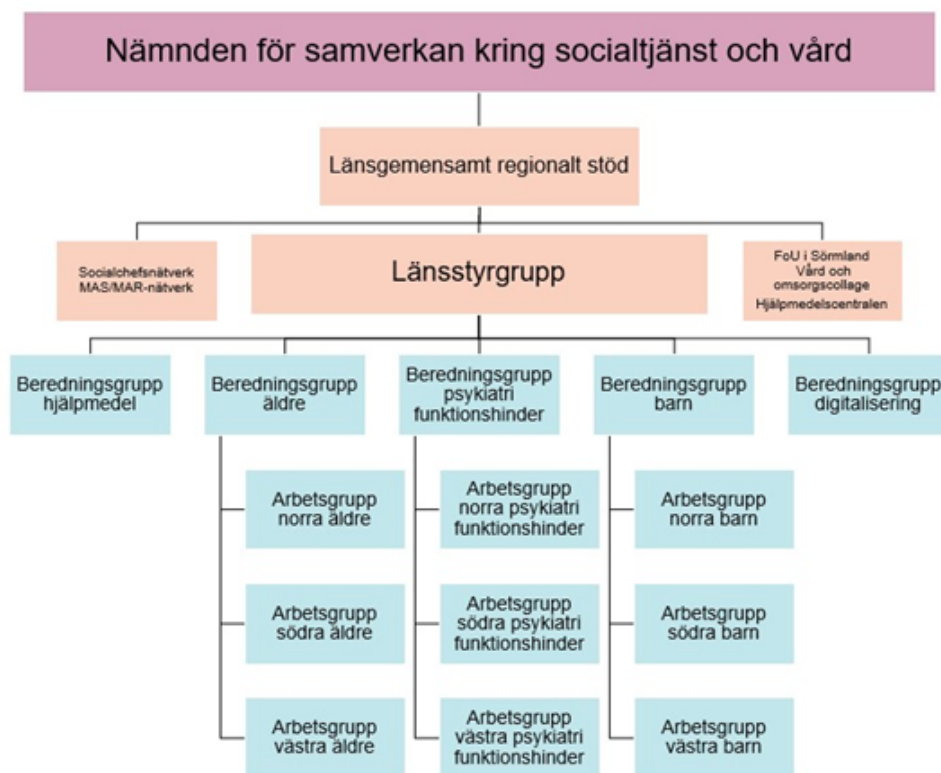 Nämnden för samverkan kring socialtjänst och vård
Länsgemensamt regionalt stöd
Socialchefsnätverk
MAS/MAR-nätverk
Länsstyrgrupp
FoU i Sörmland
Vård och
omsorgscollage
Hjälpmedelscentralen
Beredningsgrupp
hjälpmedel
Beredningsgrupp
äldre
Beredningsgrupp
psykiatri
funktionshinder
Beredningsgrupp
barn
Beredningsgrupp
digitalisering
Arbetsgrupp
norra äldre
Arbetsgrupp
norra psykiatri
funktionshinder
Arbetsgrupp
norra barn
Arbetsgrupp
södra äldre
Arbetsgrupp
södra psykiatri
funktionshinder
Arbetsgrupp
södra barn
Arbetsgrupp
västra äldre
Arbetsgrupp
västra psykiatri
funktionshinder
Arbetsgrupp
västra barn